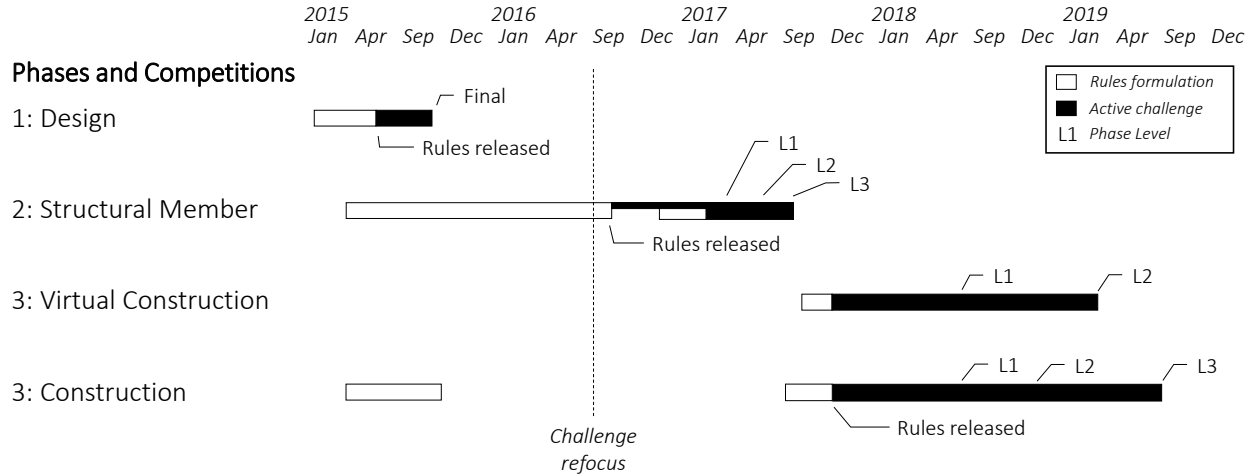 2015 2016 2017 2018 2019
Jan Apr Sep Dec Jan Apr Sep Dec Jan Apr Sep Dec Jan Apr Sep Dec Jan Apr Sep Dec
Phases and Competitions
Rules formulation
Active challenge
L1 Phase Level
1: Design
Final
Rules released
2: Structural Member
L1
L2
L3
Rules released
3: Virtual Construction
L1
L2
3: Construction
L1
L2
L3
Rules released
Challenge
refocus